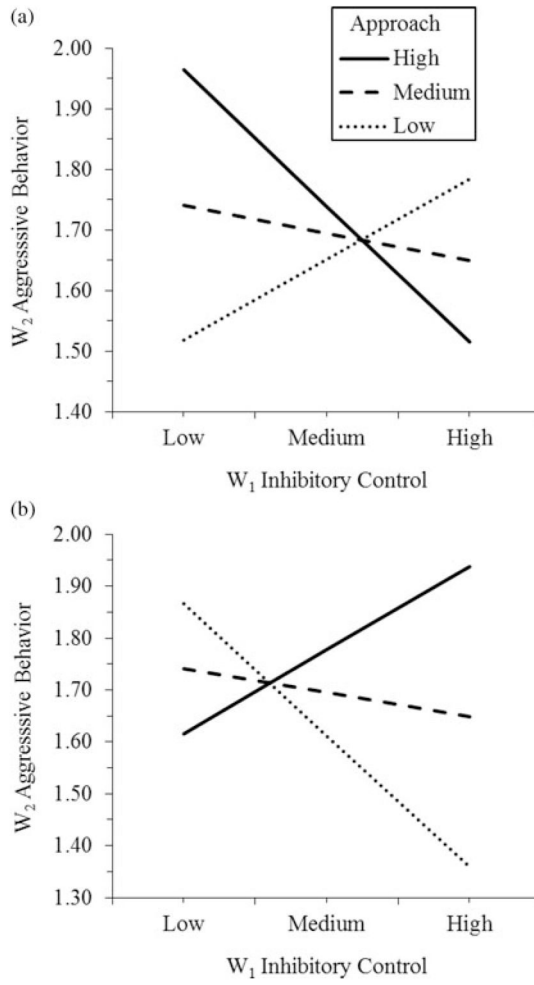 (a)
Approach
High
Medium
Low
2.00
1.90
1.80
1.70
1.60
1.50
1.40
W2 Aggresssive Behavior
Low Medium High
W1 Inhibitory Control
(b)
2.00
1.90
1.80
1.70
1.60
1.50
1.40
1.30
W2 Aggresssive Behavior
Low Medium High
W1 Inhibitory Control